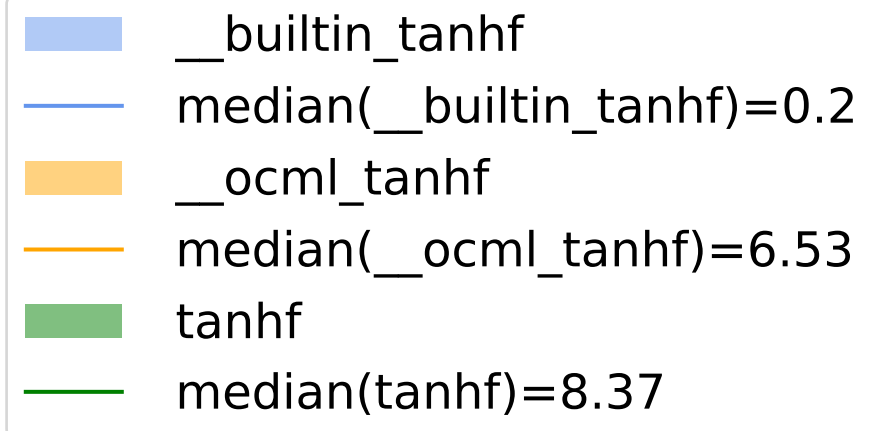 __builtin_tanhf
median(__builtin_tanhf)=0.2
__ocml_tanhf
median(__ocml_tanhf)=6.53
tanhf
median(tanhf)=8.37